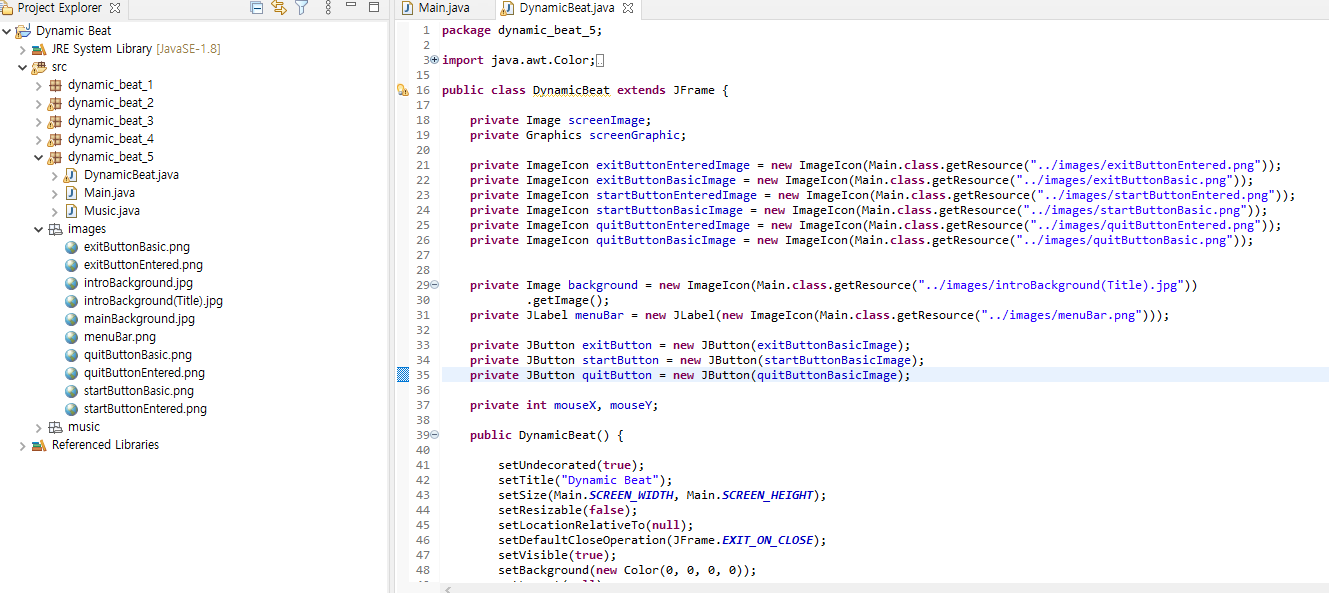 Project Explorer
Dynamic Beat
JRE System Library [JavaSE-1.8]
src
dynamic_beat_1
dynamic_beat_2
dynamic_beat_3
dynamic_beat_4
dynamic_beat_5
DynamicBeat.java
Main.java
Music.java
images
exitButtonBasic.png
exitButtonEntered.png
introBackground.jpg
introBackground(Title).jpg
mainBackground.jpg
menuBar.png
quitButtonBasic.png
quitButtonEntered.png
startButtonBasic.png
startButtonEntered.png
music
Referenced Libraries
Main.java
DynamicBeat.java
1 package dynamic_beat_5;
2
3 import java.awt.Color;
15
16 public class DynamicBeat extends JFrame {
17
18 private Image screenImage;
19 private Graphics screenGraphic;
20
21 private ImageIcon exitButtonEnteredImage = new ImageIcon(Main.class.getResource("../images/exitButtonEntered.png"));
22 private ImageIcon exitButtonBasicImage = new ImageIcon(Main.class.getResource("../images/exitButtonBasic.png"));
23 private ImageIcon startButtonEnteredImage = new ImageIcon(Main.class.getResource("../images/startButtonEntered.png"));
24 private ImageIcon startButtonBasicImage = new ImageIcon(Main.class.getResource("../images/startButtonBasic.png"));
25 private ImageIcon quitButtonEnteredImage = new ImageIcon(Main.class.getResource("../images/quitButtonEntered.png"));
26 private ImageIcon quitButtonBasicImage = new ImageIcon(Main.class.getResource("../images/quitButtonBasic.png"));
27
28
29 private Image background = new ImageIcon(Main.class.getResource("../images/introBackground(Title).jpg"))
30 .getImage();
31 private JLabel menuBar = new JLabel(new ImageIcon(Main.class.getResource("../images/menuBar.png")));
32
33 private JButton exitButton = new JButton(exitButtonBasicImage);
34 private JButton startButton = new JButton(startButtonBasicImage);
35 private JButton quitButton = new JButton(quitButtonBasicImage);
36
37 private int mouseX, mouseY;
38
39 public DynamicBeat() {
40
41 setUndecorated(true);
42 setTitle("Dynamic Beat");
43 setSize(Main.SCREEN_WIDTH, Main.SCREEN_HEIGHT);
44 setResizable(false);
45 setLocationRelativeTo(null);
46 setDefaultCloseOperation(JFrame.EXIT_ON_CLOSE);
47 setVisible(true);
48 setBackground(new Color(0, 0, 0, 0));